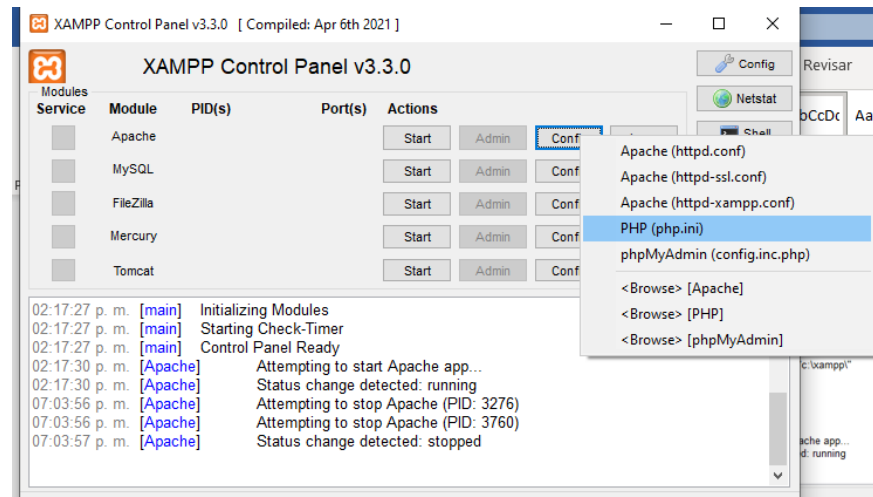 XAMPP Control Panel v3.3.0 [ Compiled: Apr 6th 2021 ]
XAMPP Control Panel v3.3.0
Config
Netstat
Shell
Modules
Service Module PID(s) Port(s) Actions
Apache Start Admin Conf
MySQL Start Admin Conf
FileZilla Start Admin Conf
Mercury Start Admin Conf
Tomcat Start Admin Conf
Apache (httpd.conf)
Apache (httpd-ssl.conf)
Apache (httpd-xampp.conf)
PHP (php.ini)
phpMyAdmin (config.inc.php)
<Browse> [Apache]
<Browse> [PHP]
<Browse> [phpMyAdmin]
02:17:27 p. m. [main] Initializing Modules
02:17:27 p. m. [main] Starting Check-Timer
02:17:27 p. m. [main] Control Panel Ready
02:17:30 p. m. [Apache] Attempting to start Apache app...
02:17:30 p. m. [Apache] Status change detected: running
07:03:56 p. m. [Apache] Attempting to stop Apache (PID: 3276)
07:03:56 p. m. [Apache] Attempting to stop Apache (PID: 3760)
07:03:57 p. m. [Apache] Status change detected: stopped
Revisar
bCcDc Aa
c:\xampp\"
ache app...
d: running